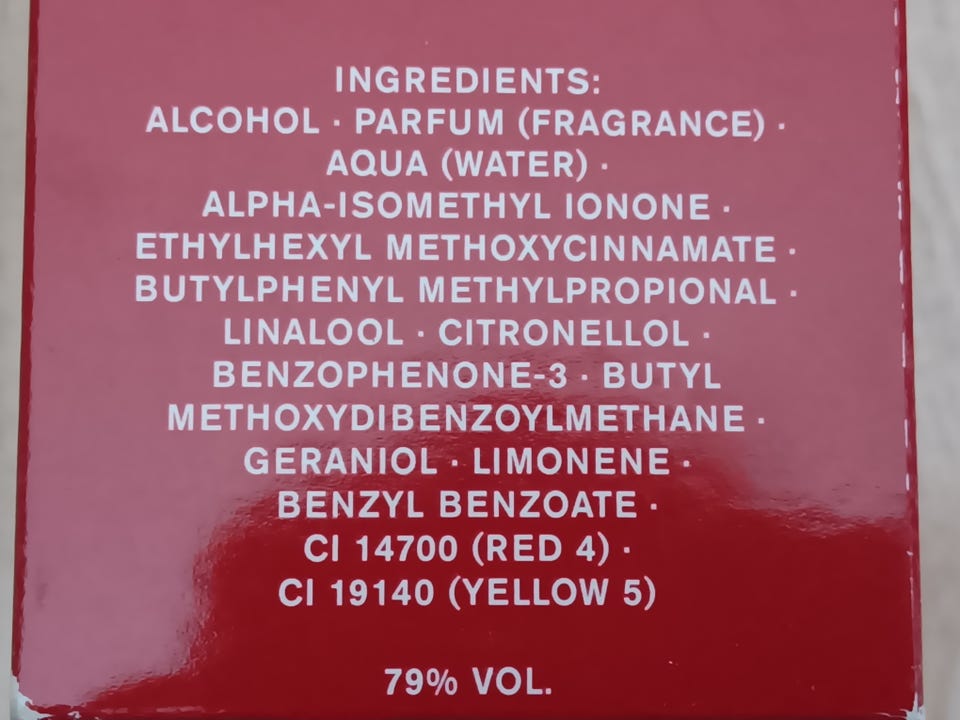 INGREDIENTS:
ALCOHOL · PARFUM (FRAGRANCE) ·
AQUA (WATER) ·
ALPHA-ISOMETHYL IONONE ·
ETHYLHEXYL METHOXYCINNAMATE ·
BUTYLPHENYL METHYLPROPIONAL ·
LINALOOL · CITRONELLOL ·
BENZOPHENONE-3 · BUTYL
METHOXYDIBENZOYLMETHANE ·
GERANIOL · LIMONENE ·
BENZYL BENZOATE ·
CI 14700 (RED 4) ·
CI 19140 (YELLOW 5)
79% VOL.